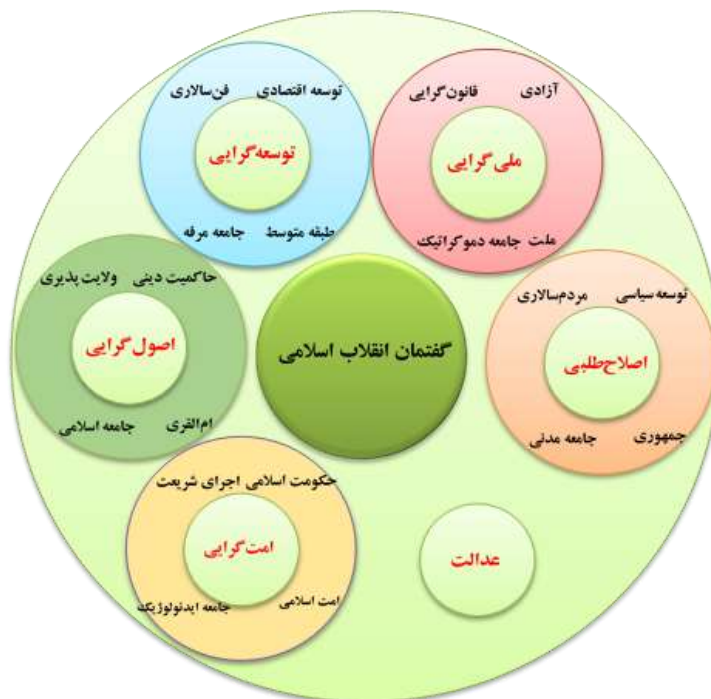 آزادی
قانون‌گرایی
ملی‌گرایی
ملت
جامعه دموکراتیک
توسعه اقتصادی
فن‌سالاری
توسعه‌گرایی
طبقه متوسط
جامعه مرفه
توسعه سیاسی
مردم‌سالاری
اصلاح‌طلبی
جمهوری
جامعه مدنی
گفتمان انقلاب اسلامی
حاکمیت دینی
ولایت پذیری
اصول‌گرایی
ام‌القری
جامعه اسلامی
حکومت اسلامی
اجرای شریعت
امت‌گرایی
امت اسلامی
جامعه ایدئولوژیک
عدالت